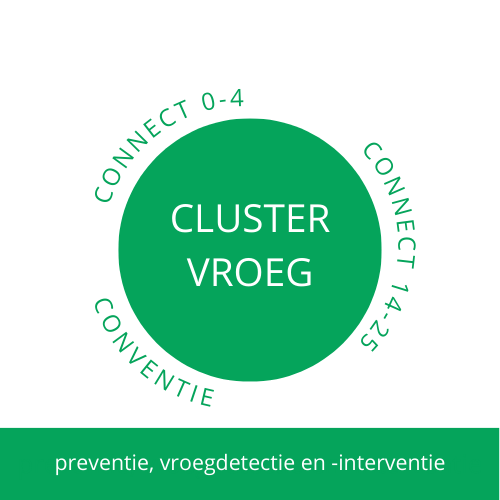 CONNECT 0-4
CONNECT 14-25
CLUSTER
VROEG
CONVENTIE
preventie, vroegdetectie en -interventie